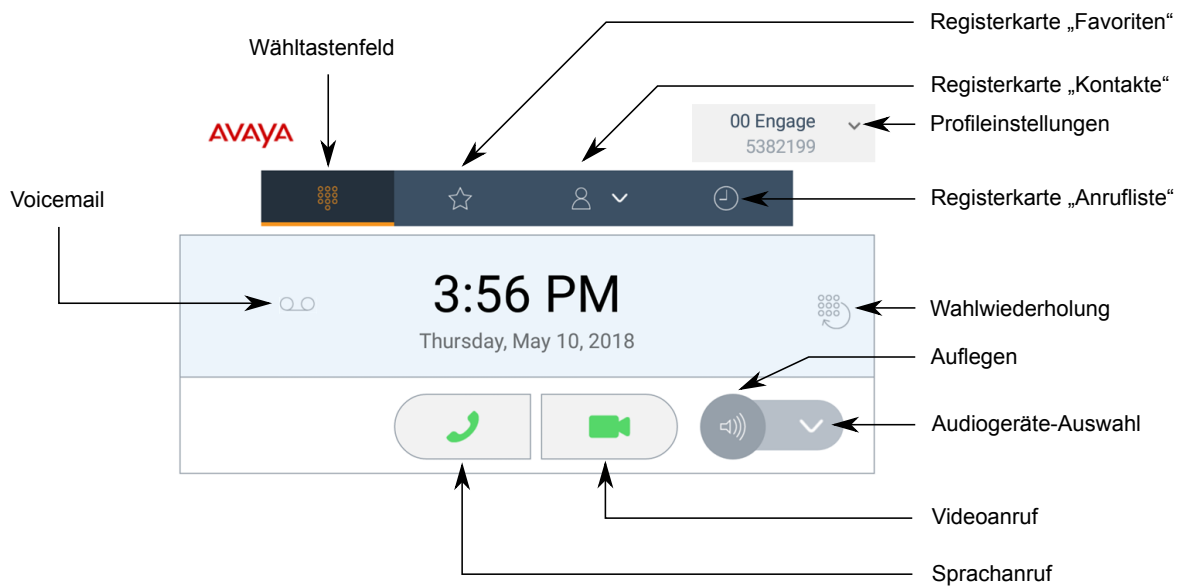 Registerkarte „Favoriten“
Wähltastenfeld
Registerkarte „Kontakte“
AVAYA
00 Engage
Profileinstellungen
5382199
Voicemail
Registerkarte „Anrufliste“
3:56 PM
Wahlwiederholung
Thursday, May 10, 2018
Auflegen
Audiogeräte-Auswahl
Videoanruf
Sprachanruf